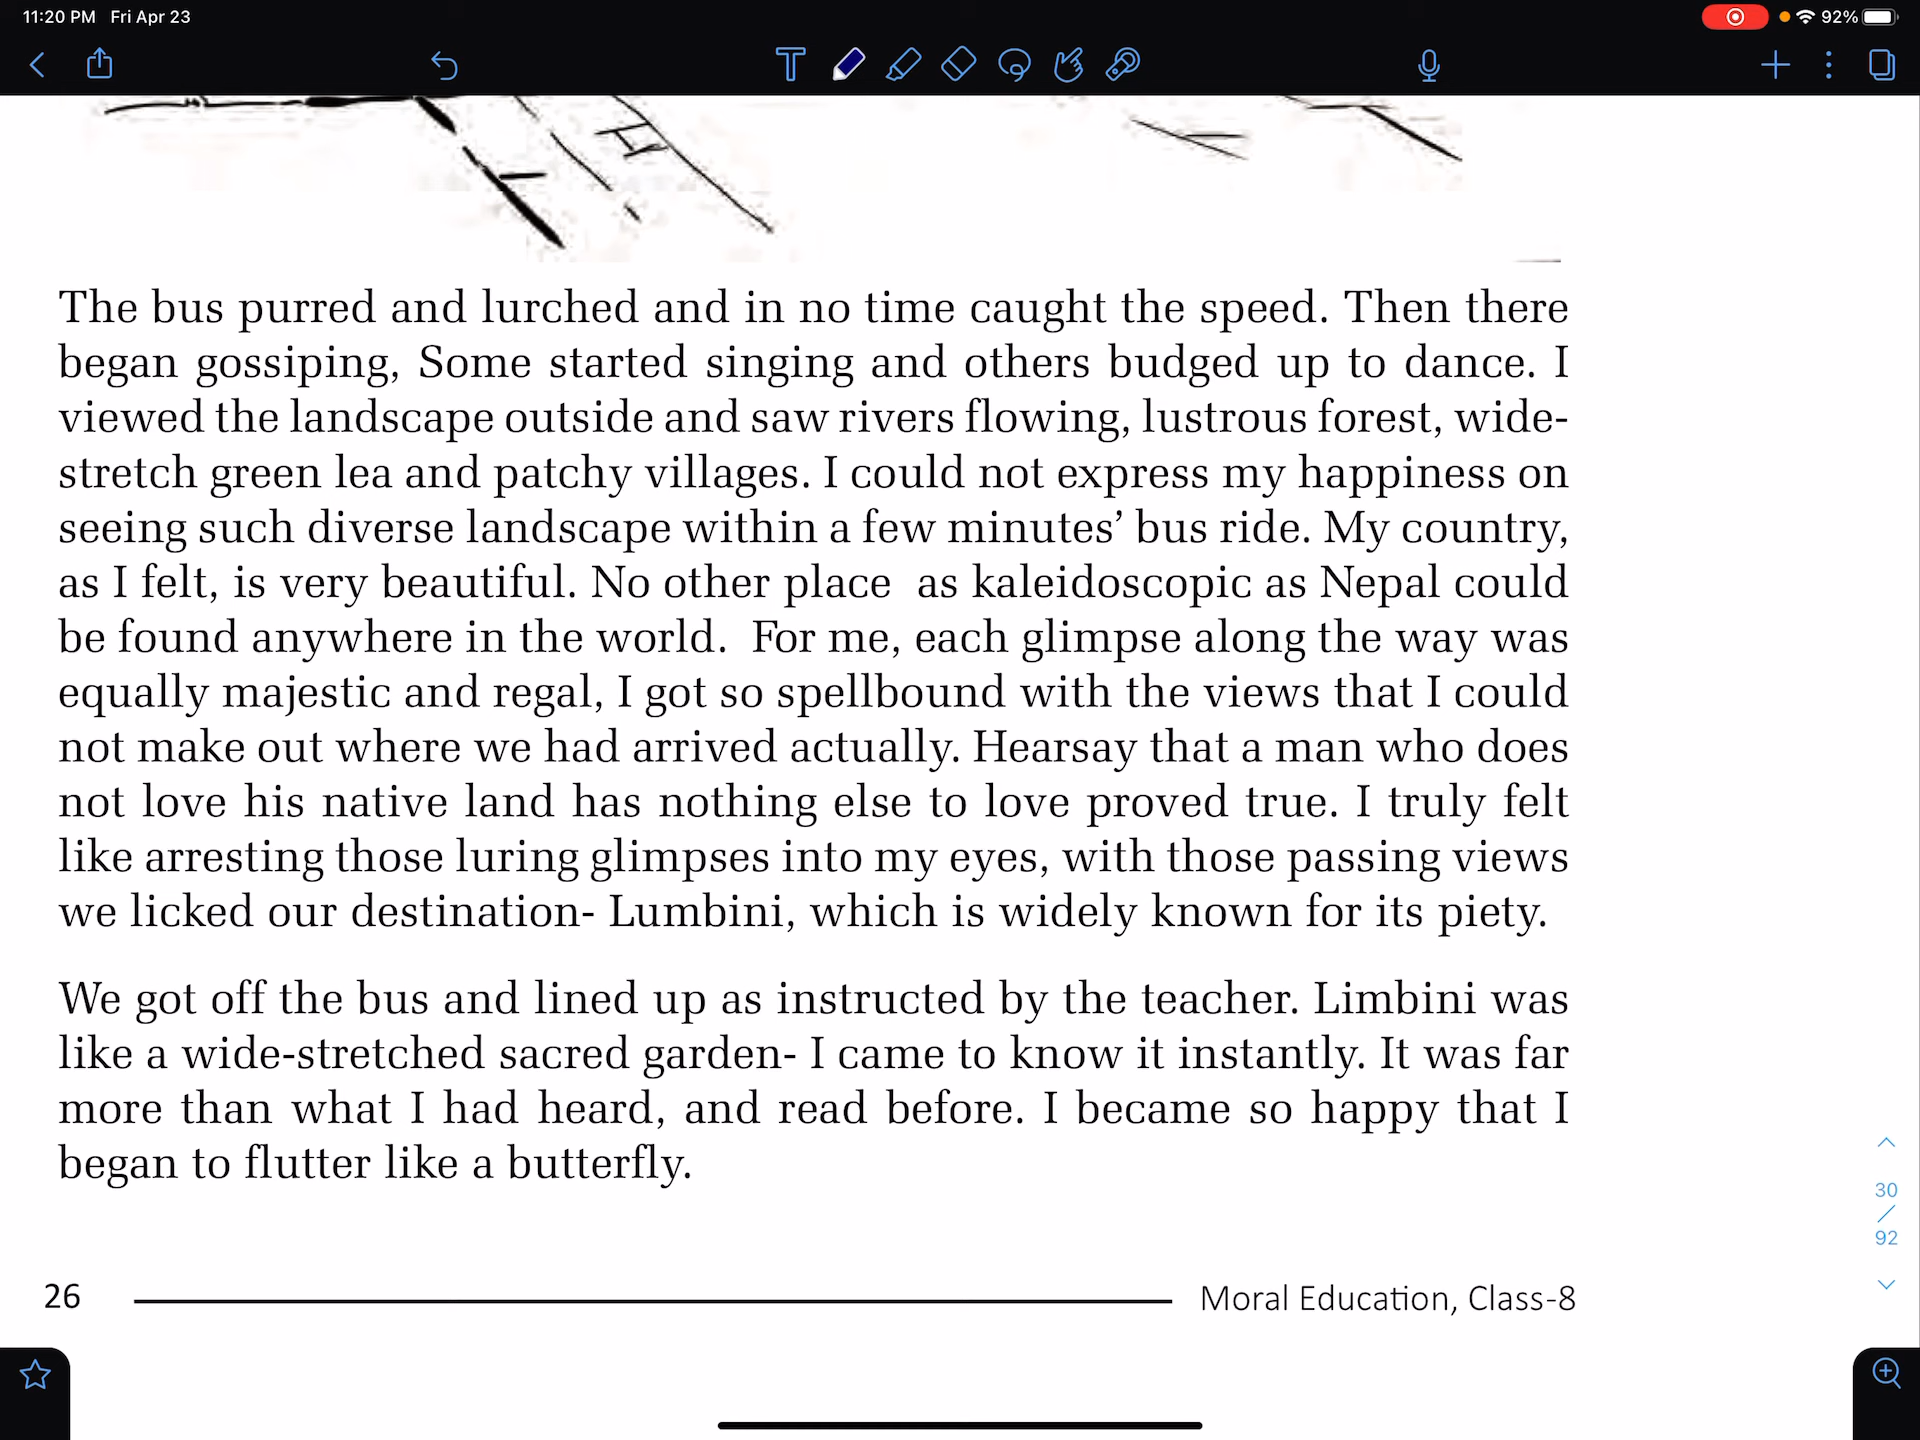 11:20 PM Fri Apr 23
92%
The bus purred and lurched and in no time caught the speed. Then there
began gossiping, Some started singing and others budged up to dance. I
viewed the landscape outside and saw rivers flowing, lustrous forest, wide-
stretch green lea and patchy villages. I could not express my happiness on
seeing such diverse landscape within a few minutes’ bus ride. My country,
as I felt, is very beautiful. No other place  as kaleidoscopic as Nepal could
be found anywhere in the world.  For me, each glimpse along the way was
equally majestic and regal, I got so spellbound with the views that I could
not make out where we had arrived actually. Hearsay that a man who does
not love his native land has nothing else to love proved true. I truly felt
like arresting those luring glimpses into my eyes, with those passing views
we licked our destination- Lumbini, which is widely known for its piety.
We got off the bus and lined up as instructed by the teacher. Limbini was
like a wide-stretched sacred garden- I came to know it instantly. It was far
more than what I had heard, and read before. I became so happy that I
began to flutter like a butterfly.
30
/
92
26
Moral Education, Class-8